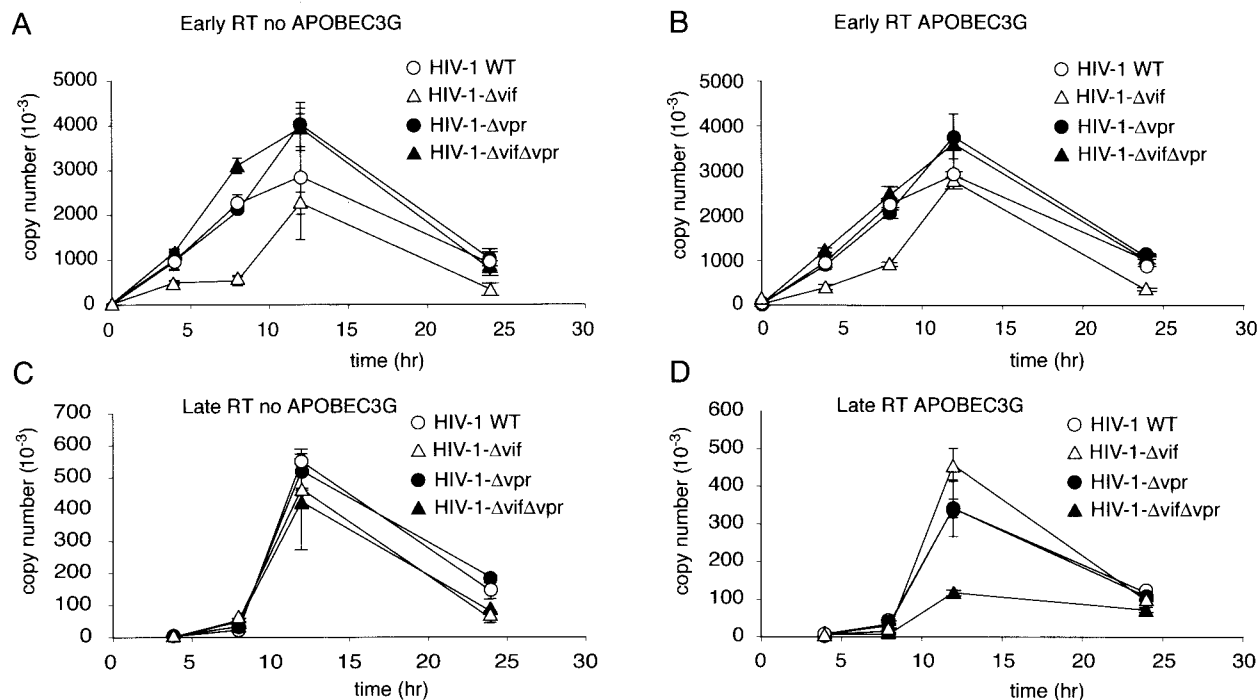 A
Early RT no APOBEC3G
copy number (10⁻³)
5000
4000
3000
2000
1000
0
0 5 10 15 20 25 30
time (hr)
HIV-1 WT
HIV-1-Δvif
HIV-1-Δvpr
HIV-1-ΔvifΔvpr
B
Early RT APOBEC3G
copy number (10⁻³)
5000
4000
3000
2000
1000
0
0 5 10 15 20 25 30
time (hr)
HIV-1 WT
HIV-1-Δvif
HIV-1-Δvpr
HIV-1-ΔvifΔvpr
C
Late RT no APOBEC3G
copy number (10⁻³)
700
600
500
400
300
200
100
0
0 5 10 15 20 25 30
time (hr)
HIV-1 WT
HIV-1-Δvif
HIV-1-Δvpr
HIV-1-ΔvifΔvpr
D
Late RT APOBEC3G
copy number (10⁻³)
600
500
400
300
200
100
0
0 5 10 15 20 25 30
time (hr)
HIV-1 WT
HIV-1-Δvif
HIV-1-Δvpr
HIV-1-ΔvifΔvpr